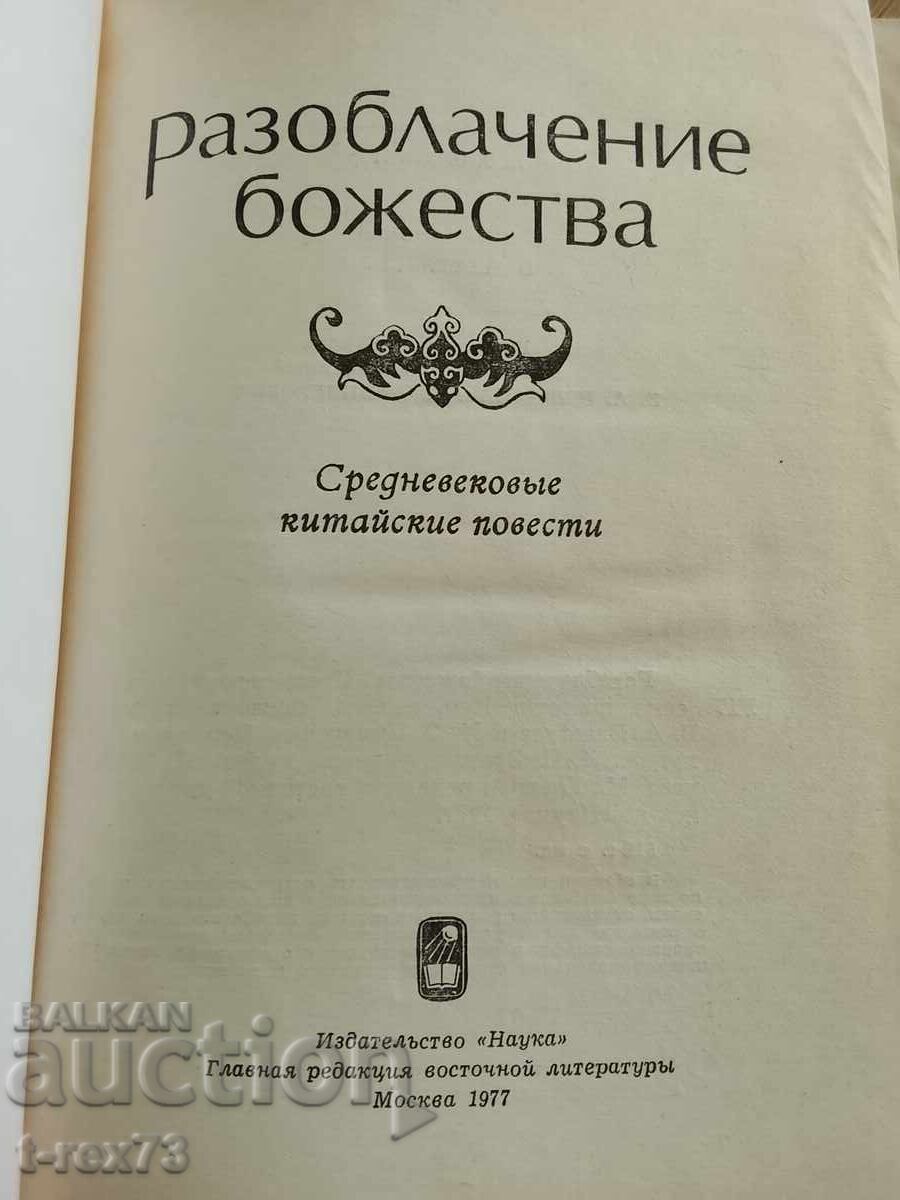 разоблачение
божества
Средневековые
китайские повести
Издательство «Наука»
Главная редакция восточной литературы
Москва 1977
BALKAN
auction
t-rex73